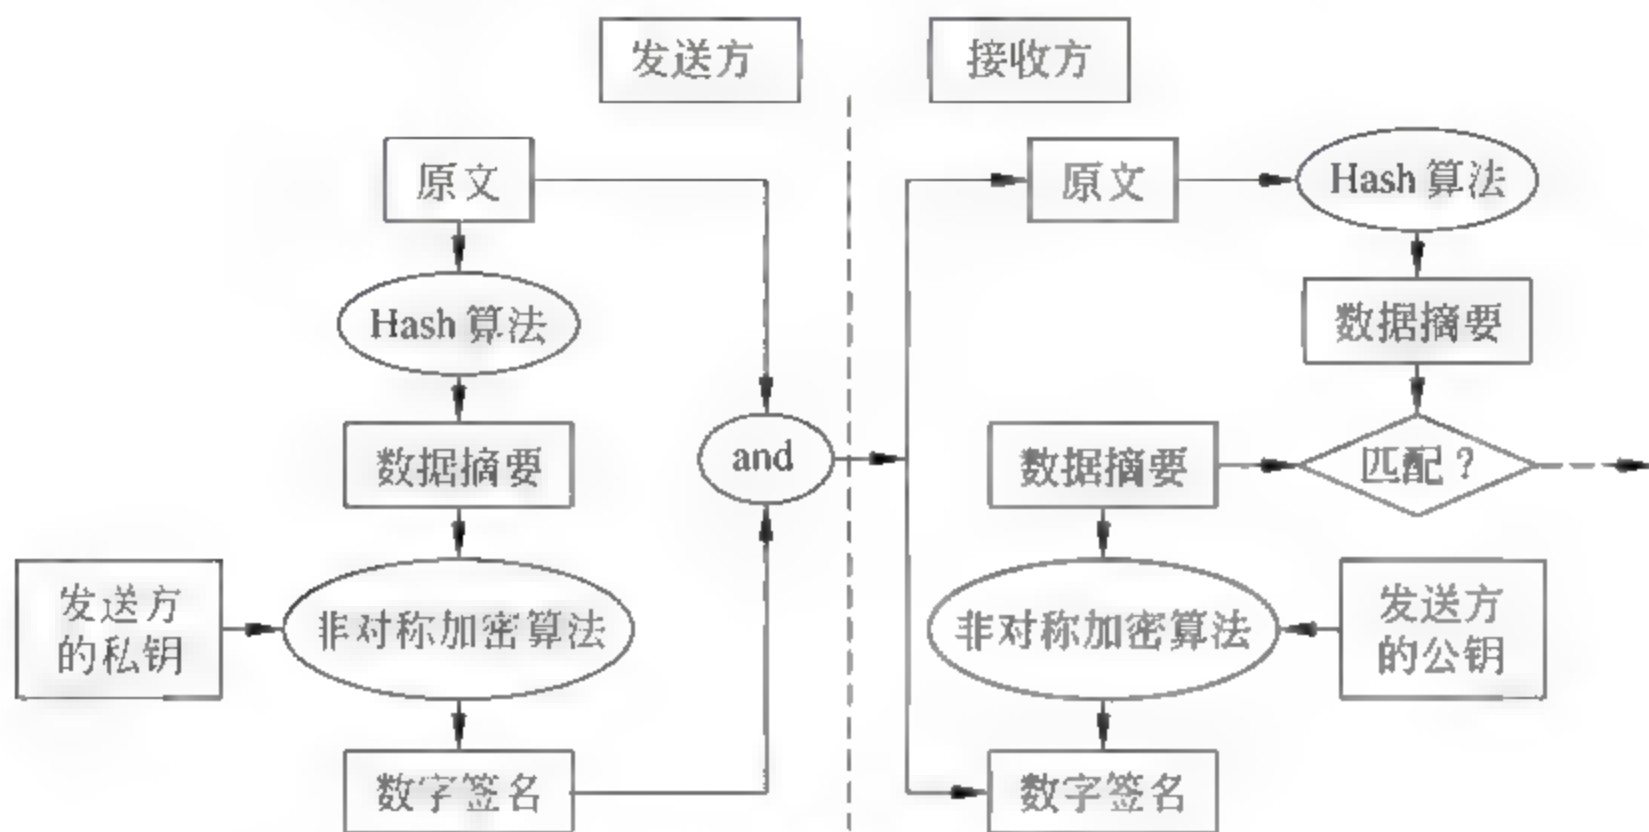 发送方
接收方
原文
Hash 算法
数据摘要
发送方
的私钥
非对称加密算法
数字签名
and
原文
Hash 算法
数据摘要
数据摘要
匹配？
非对称加密算法
发送方
的公钥
数字签名